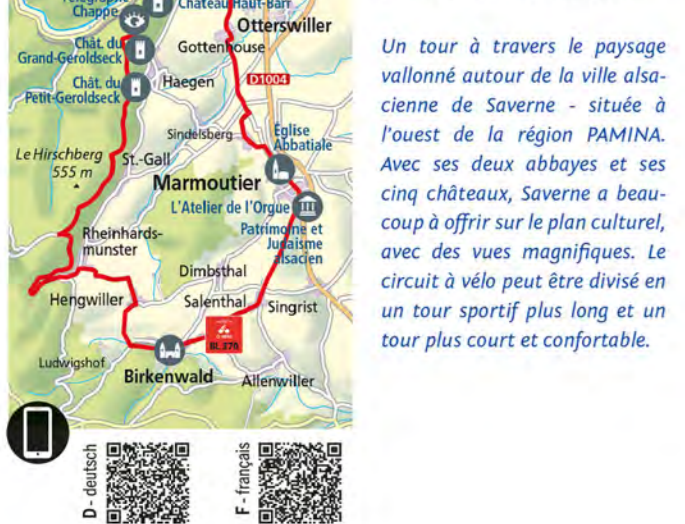 Télégraphe
Chappe
Château Haut-Barr
Otterswiller
Chât. du
Grand-Geroldseck
Gottenhouse
D1004
Chât. du
Petit-Geroldseck
Haegen
Sindelsberg
Église
Abbatiale
Le Hirschberg
555 m
St.-Gall
Marmoutier
L'Atelier de l'Orgue
Patrimoine et
Judaisme
alsacien
Rheinhards-
munster
Dimbsthal
Hengwiller
Salenthal
Singrist
Ludwigshof
Birkenwald
Allenwiller
D - deutsch
F - français
Un tour à travers le paysage
vallonné autour de la ville alsa-
cienne de Saverne - située à
l'ouest de la région PAMINA.
Avec ses deux abbayes et ses
cinq châteaux, Saverne a beau-
coup à offrir sur le plan culturel,
avec des vues magnifiques. Le
circuit à vélo peut être divisé en
un tour sportif plus long et un
tour plus court et confortable.